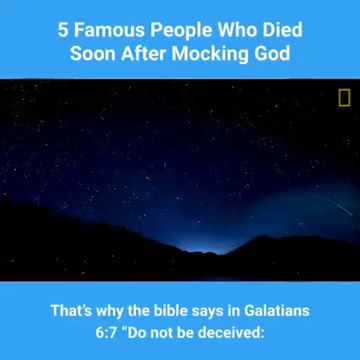 5 Famous People Who Died
Soon After Mocking God
That’s why the bible says in Galatians
6:7 “Do not be deceived: